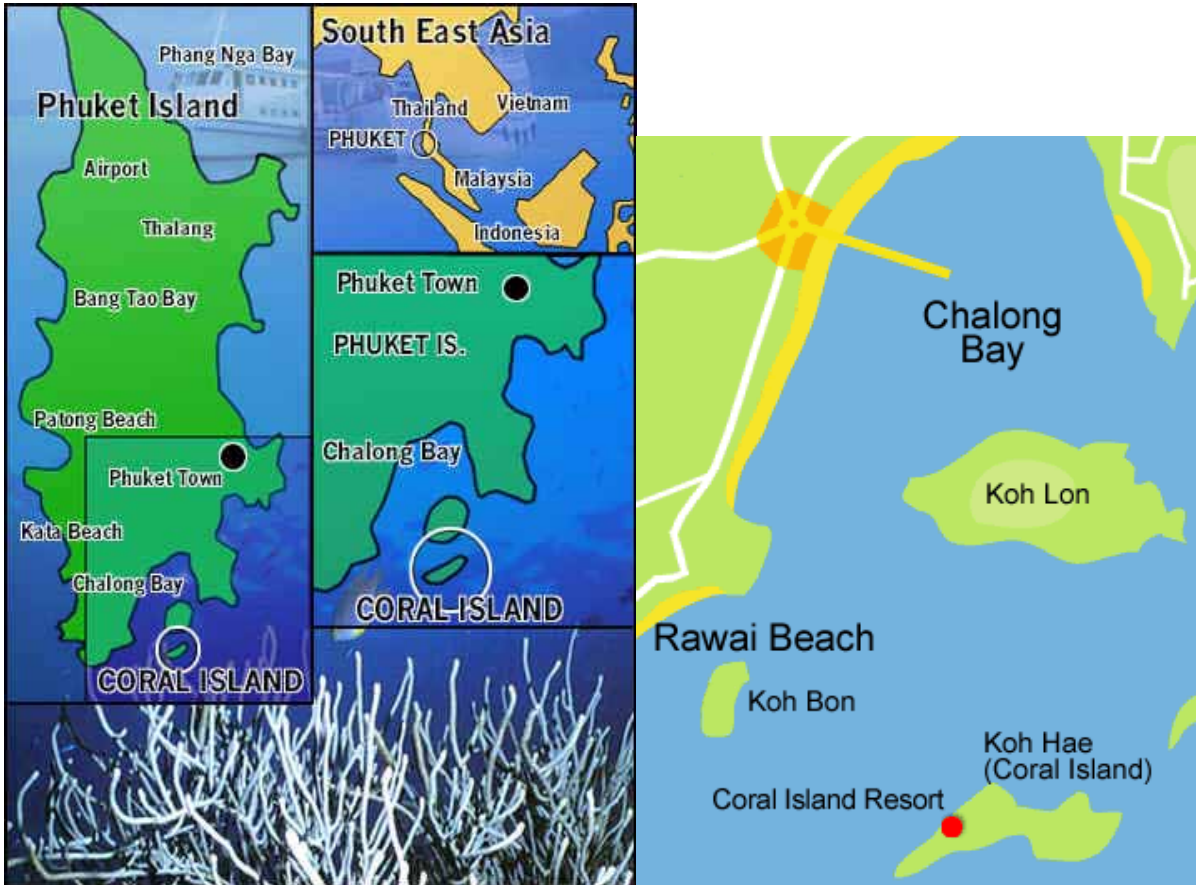 Phang Nga Bay
Phuket Island
Airport
Thalang
Bang Tao Bay
Patong Beach
Phuket Town
Kata Beach
Chalong Bay
CORAL ISLAND
South East Asia
Thailand
Vietnam
PHUKET
Malaysia
Indonesia
Phuket Town
PHUKET IS.
Chalong Bay
CORAL ISLAND
Chalong
Bay
Koh Lon
Rawai Beach
Koh Bon
Koh Hae
(Coral Island)
Coral Island Resort